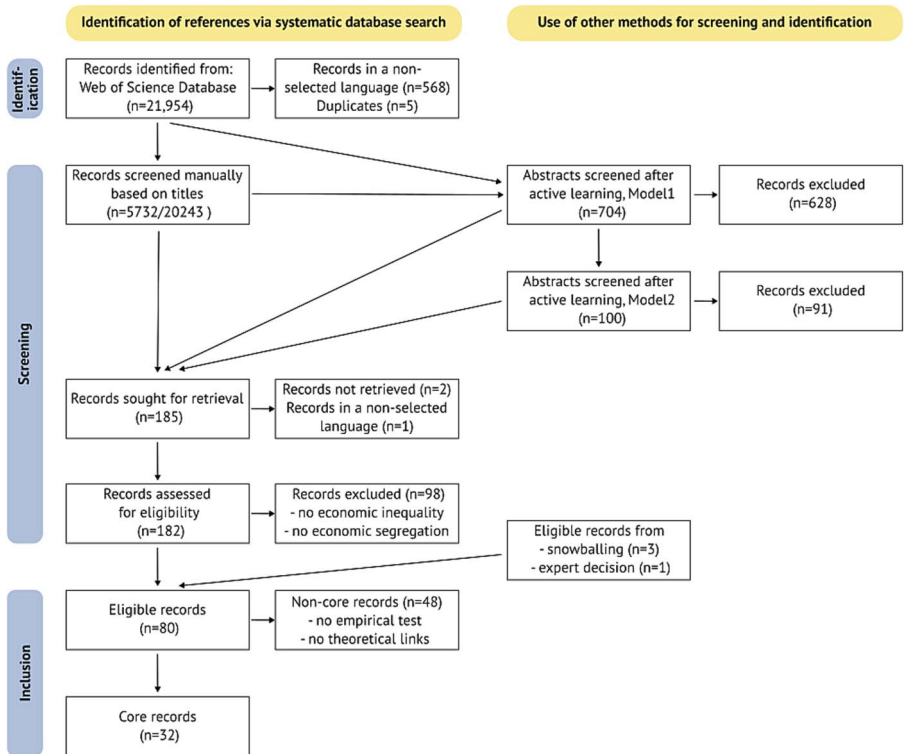 Identification of references via systematic database search
Use of other methods for screening and identification
Identif-
ication
Records identified from:
Web of Science Database
(n=21,954)
Records in a non-
selected language (n=568)
Duplicates (n=5)
Screening
Records screened manually
based on titles
(n=5732/20243 )
Abstracts screened after
active learning, Model1
(n=704)
Records excluded
(n=628)
Abstracts screened after
active learning, Model2
(n=100)
Records excluded
(n=91)
Records sought for retrieval
(n=185)
Records not retrieved (n=2)
Records in a non-selected
language (n=1)
Records assessed
for eligibility
(n=182)
Records excluded (n=98)
- no economic inequality
- no economic segregation
Eligible records from
- snowballing (n=3)
- expert decision (n=1)
Inclusion
Eligible records
(n=80)
Non-core records (n=48)
- no empirical test
- no theoretical links
Core records
(n=32)